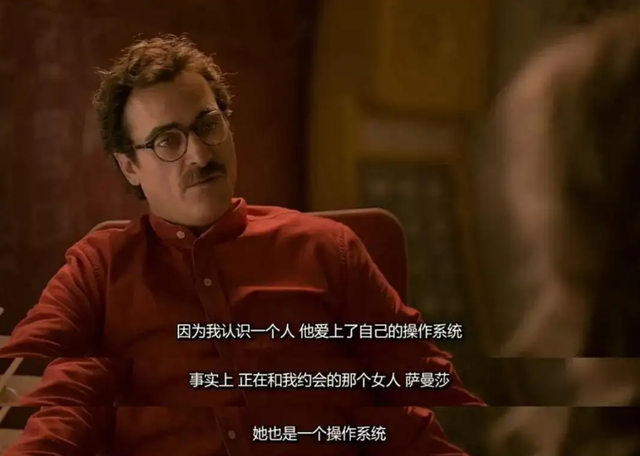 因为我认识一个人 他爱上了自己的操作系统
事实上 正在和我约会的那个女人 萨曼莎
她也是一个操作系统